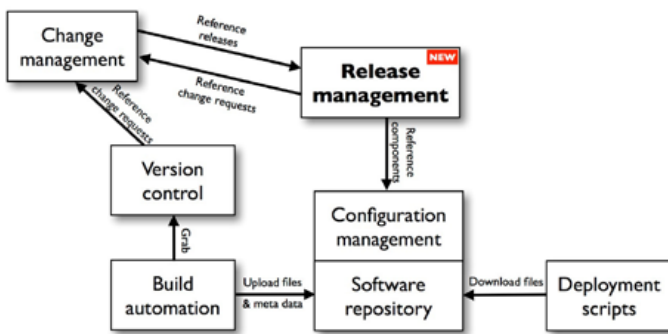 Change
management
Reference
releases
Reference
change requests
NEW
Release
management
Reference
change requests
Reference
components
Version
control
Grab
Configuration
management
Build
automation
Upload files
& meta data
Software
repository
Download files
Deployment
scripts